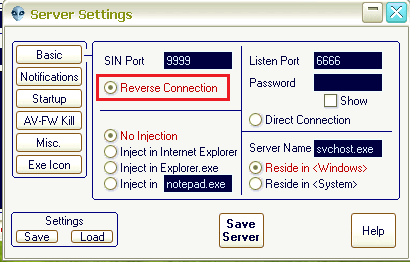 Server Settings
Basic
Notifications
Startup
AV-FW Kill
Misc.
Exe Icon
SIN Port 9999
Reverse Connection
Listen Port 6666
Password
Show
Direct Connection
No Injection
Inject in Internet Explorer
Inject in Explorer.exe
Inject in notepad.exe
Server Name svchost.exe
Reside in <Windows>
Reside in <System>
Settings
Save Load
Save
Server
Help